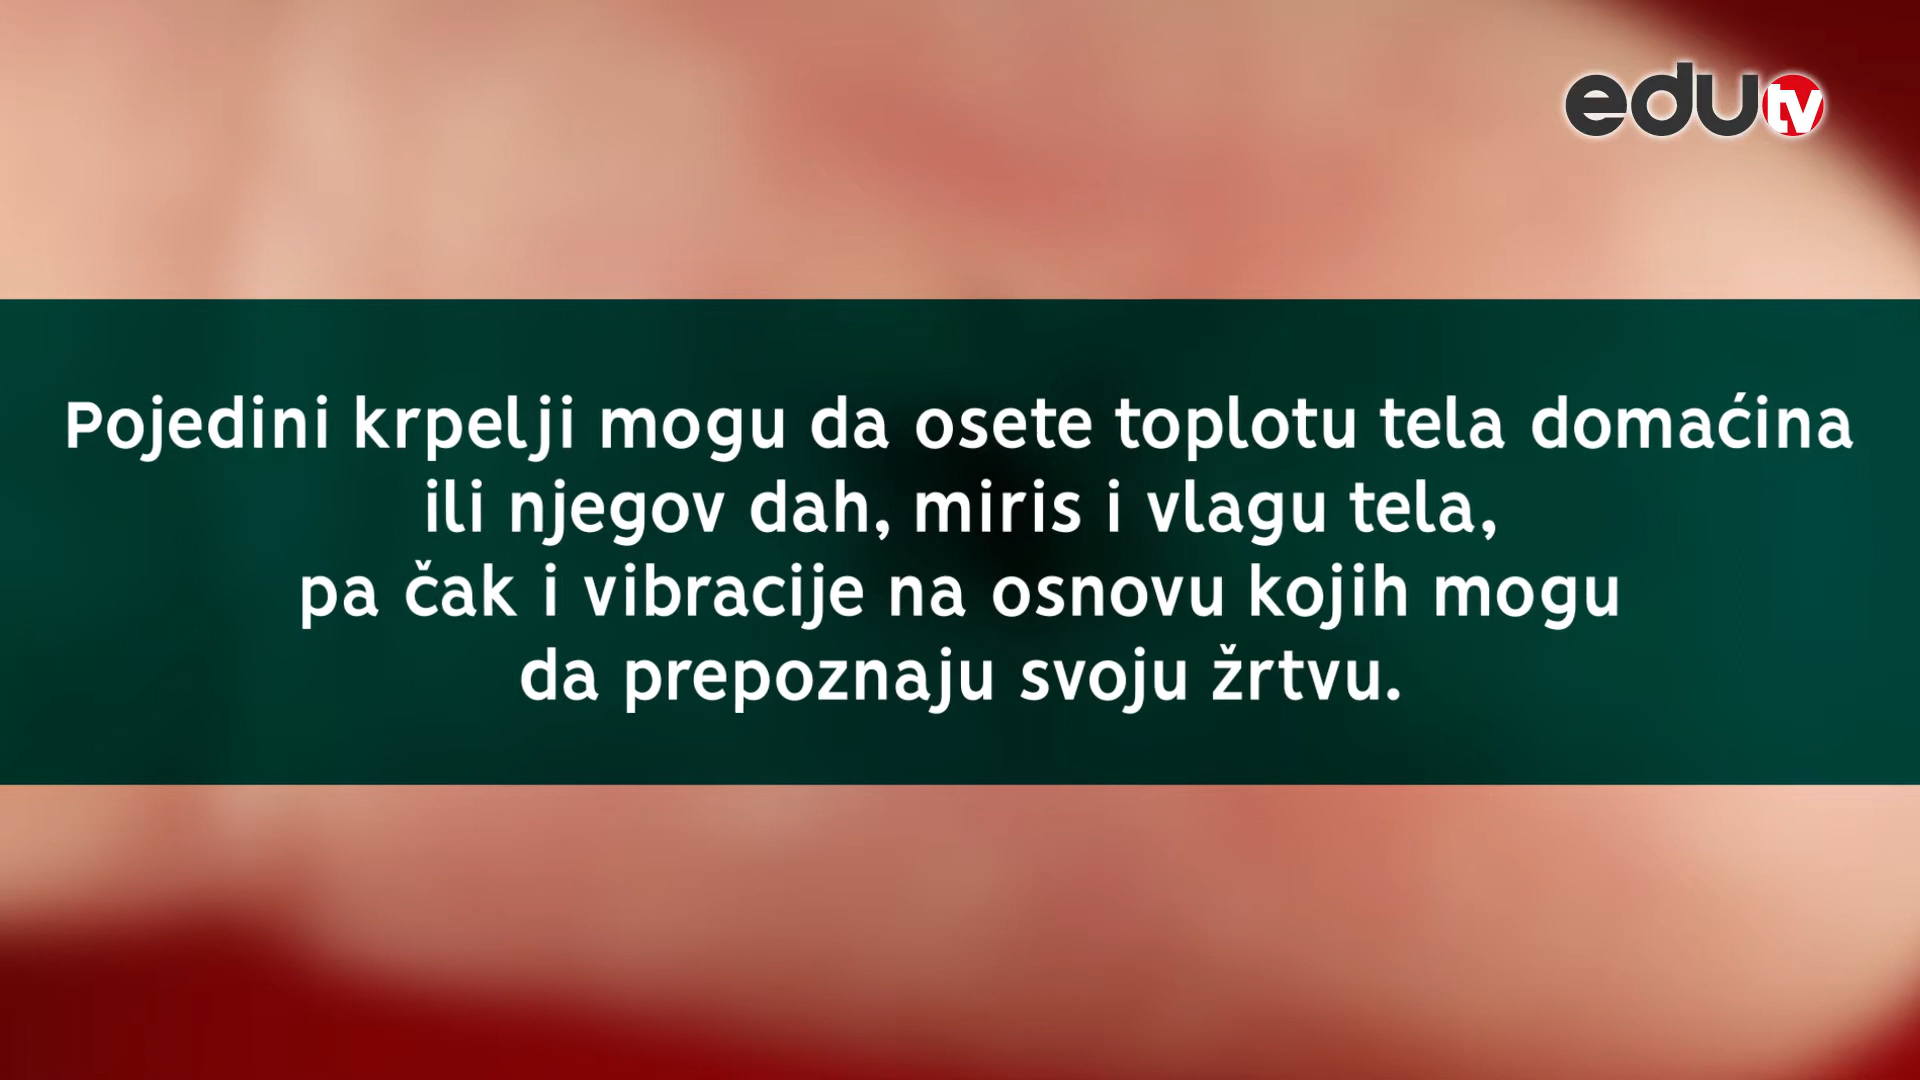 edutv
Pojedini krpelji mogu da osete toplotu tela domaćina
ili njegov dah, miris i vlagu tela,
pa čak i vibracije na osnovu kojih mogu
da prepoznaju svoju žrtvu.